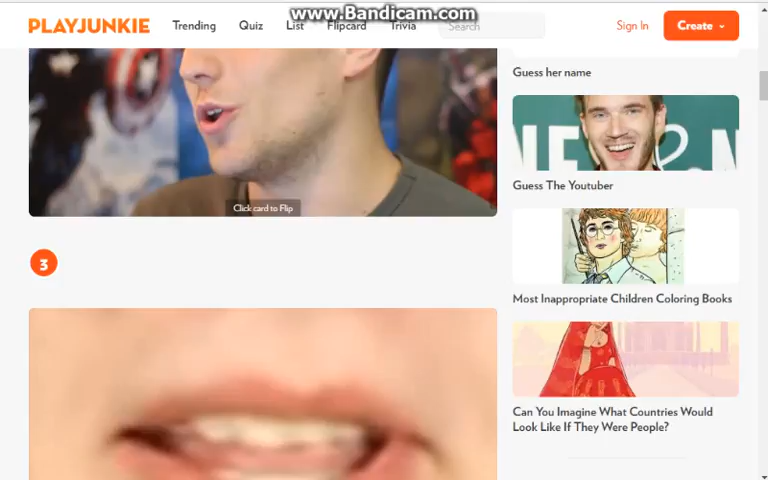 www.Bandicam.com
PLAYJUNKIE Trending Quiz List Flipcard Trivia Search Sign In Create
Guess her name
Guess The Youtuber
Click card to Flip
3
Most Inappropriate Children Coloring Books
Can You Imagine What Countries Would
Look Like If They Were People?